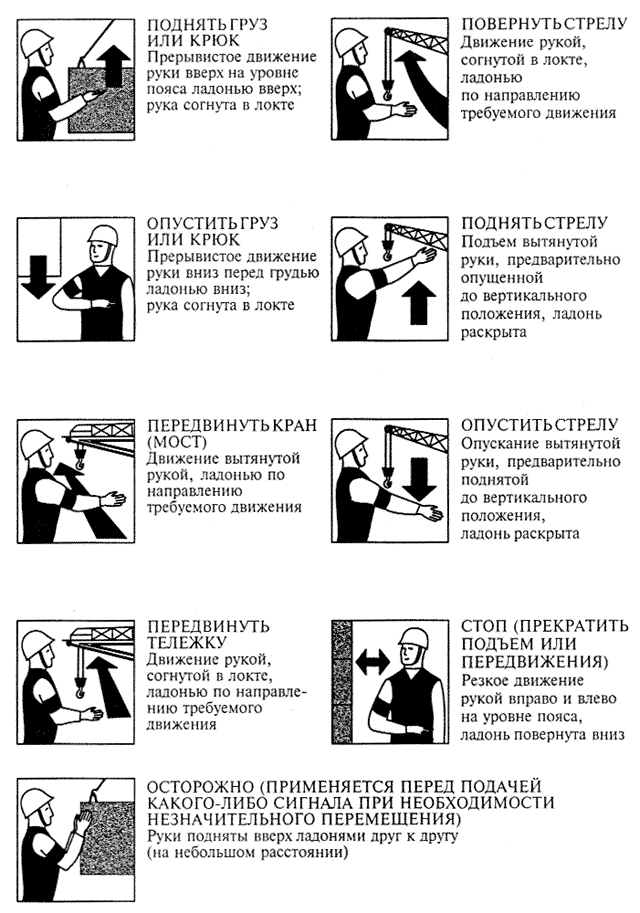 ПОДНЯТЬ ГРУЗ
ИЛИ КРЮК
Прерывистое движение
руки вверх на уровне
пояса ладонью вверх;
рука согнута в локте
ПОВЕРНУТЬ СТРЕЛУ
Движение рукой,
согнутой в локте,
ладонью
по направлению
требуемого движения
ОПУСТИТЬ ГРУЗ
ИЛИ КРЮК
Прерывистое движение
руки вниз перед грудью
ладонью вниз;
рука согнута в локте
ПОДНЯТЬ СТРЕЛУ
Подъем вытянутой
руки, предварительно
опущенной
до вертикального
положения, ладонь
раскрыта
ПЕРЕДВИНУТЬ КРАН
(МОСТ)
Движение вытянутой
рукой, ладонью по
направлению
требуемого движения
ОПУСТИТЬ СТРЕЛУ
Опускание вытянутой
руки, предварительно
поднятой
до вертикального
положения,
ладонь раскрыта
ПЕРЕДВИНУТЬ
ТЕЛЕЖКУ
Движение рукой,
согнутой в локте,
ладонью по направле-
нию требуемого
движения
СТОП (ПРЕКРАТИТЬ
ПОДЪЕМ ИЛИ
ПЕРЕДВИЖЕНИЯ)
Резкое движение
рукой вправо и влево
на уровне пояса,
ладонь повернута вниз
ОСТОРОЖНО (ПРИМЕНЯЕТСЯ ПЕРЕД ПОДАЧЕЙ
КАКОГО-ЛИБО СИГНАЛА ПРИ НЕОБХОДИМОСТИ
НЕЗНАЧИТЕЛЬНОГО ПЕРЕМЕЩЕНИЯ)
Руки подняты вверх ладонями друг к другу
(на небольшом расстоянии)